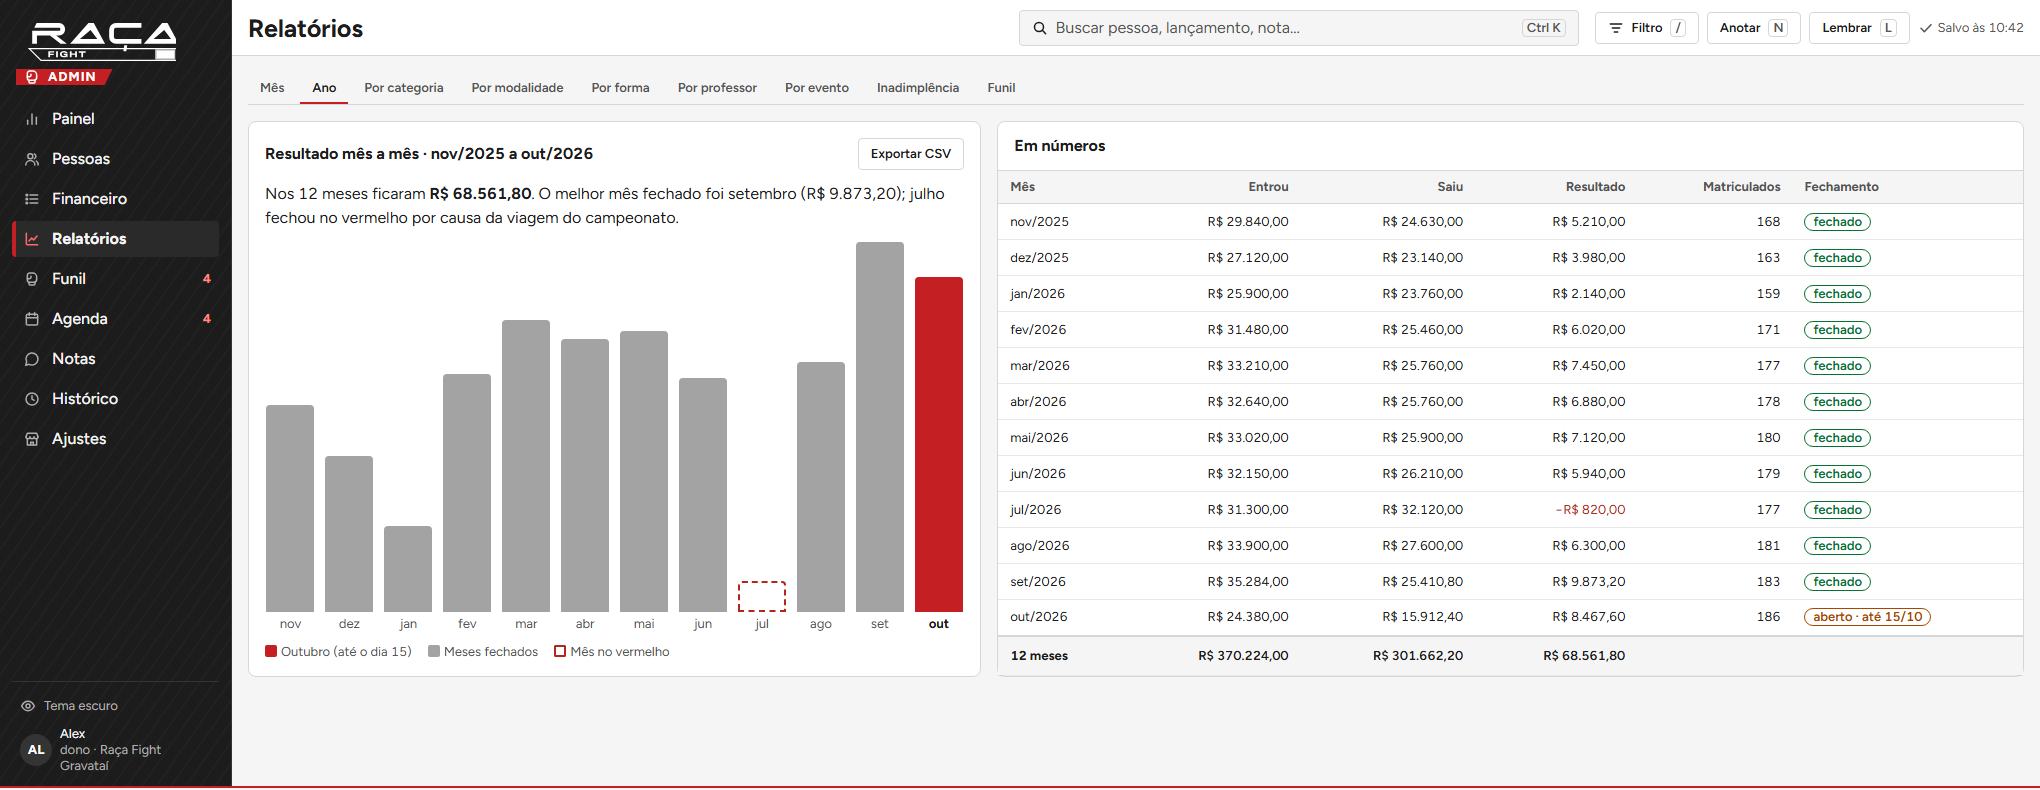 RAÇA
FIGHT
ADMIN
Painel
Pessoas
Financeiro
Relatórios
Funil 4
Agenda 4
Notas
Histórico
Ajustes
Tema escuro
AL
Alex
dono · Raça Fight
Gravataí
Relatórios
Buscar pessoa, lançamento, nota... Ctrl K
Filtro /
Anotar N
Lembrar L
Salvo às 10:42
Mês Ano Por categoria Por modalidade Por forma Por professor Por evento Inadimplência Funil
Resultado mês a mês · nov/2025 a out/2026
Exportar CSV
Nos 12 meses ficaram R$ 68.561,80. O melhor mês fechado foi setembro (R$ 9.873,20); julho
fechou no vermelho por causa da viagem do campeonato.
nov dez jan fev mar abr mai jun jul ago set out
Outubro (até o dia 15) Meses fechados Mês no vermelho
Em números
Mês Entrou Saiu Resultado Matriculados Fechamento
nov/2025 R$ 29.840,00 R$ 24.630,00 R$ 5.210,00 168 fechado
dez/2025 R$ 27.120,00 R$ 23.140,00 R$ 3.980,00 163 fechado
jan/2026 R$ 25.900,00 R$ 23.760,00 R$ 2.140,00 159 fechado
fev/2026 R$ 31.480,00 R$ 25.460,00 R$ 6.020,00 171 fechado
mar/2026 R$ 33.210,00 R$ 25.760,00 R$ 7.450,00 177 fechado
abr/2026 R$ 32.640,00 R$ 25.760,00 R$ 6.880,00 178 fechado
mai/2026 R$ 33.020,00 R$ 25.900,00 R$ 7.120,00 180 fechado
jun/2026 R$ 32.150,00 R$ 26.210,00 R$ 5.940,00 179 fechado
jul/2026 R$ 31.300,00 R$ 32.120,00 −R$ 820,00 177 fechado
ago/2026 R$ 33.900,00 R$ 27.600,00 R$ 6.300,00 181 fechado
set/2026 R$ 35.284,00 R$ 25.410,80 R$ 9.873,20 183 fechado
out/2026 R$ 24.380,00 R$ 15.912,40 R$ 8.467,60 186 aberto · até 15/10
12 meses R$ 370.224,00 R$ 301.662,20 R$ 68.561,80